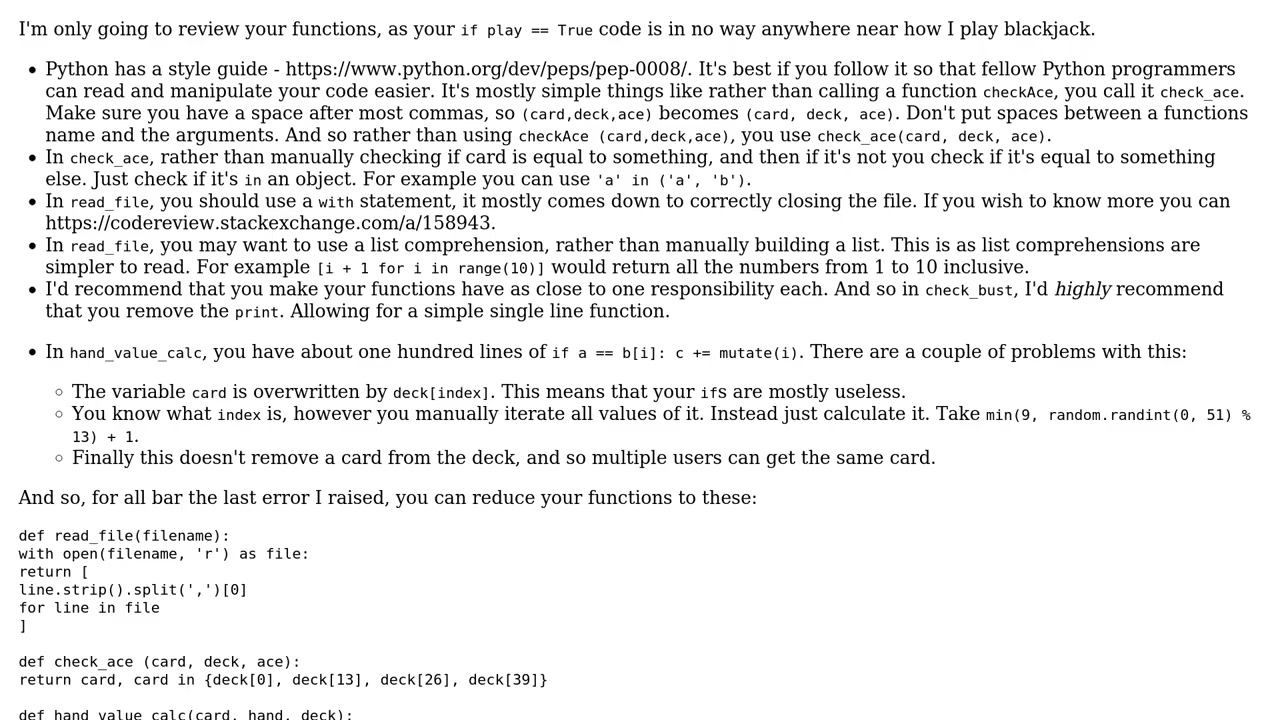 I'm only going to review your functions, as your if play == True code is in no way anywhere near how I play blackjack.
• Python has a style guide - https://www.python.org/dev/peps/pep-0008/. It's best if you follow it so that fellow Python programmers
can read and manipulate your code easier. It's mostly simple things like rather than calling a function checkAce, you call it check_ace.
Make sure you have a space after most commas, so (card,deck,ace) becomes (card, deck, ace). Don't put spaces between a functions
name and the arguments. And so rather than using checkAce (card,deck,ace), you use check_ace(card, deck, ace).
• In check_ace, rather than manually checking if card is equal to something, and then if it's not you check if it's equal to something
else. Just check if it's in an object. For example you can use 'a' in ('a', 'b').
• In read_file, you should use a with statement, it mostly comes down to correctly closing the file. If you wish to know more you can
https://codereview.stackexchange.com/a/158943.
• In read_file, you may want to use a list comprehension, rather than manually building a list. This is as list comprehensions are
simpler to read. For example [i + 1 for i in range(10)] would return all the numbers from 1 to 10 inclusive.
• I'd recommend that you make your functions have as close to one responsibility each. And so in check_bust, I'd highly recommend
that you remove the print. Allowing for a simple single line function.
• In hand_value_calc, you have about one hundred lines of if a == b[i]: c += mutate(i). There are a couple of problems with this:
◦ The variable card is overwritten by deck[index]. This means that your ifs are mostly useless.
◦ You know what index is, however you manually iterate all values of it. Instead just calculate it. Take min(9, random.randint(0, 51) %
13) + 1.
◦ Finally this doesn't remove a card from the deck, and so multiple users can get the same card.
And so, for all bar the last error I raised, you can reduce your functions to these:
def read_file(filename):
with open(filename, 'r') as file:
return [
line.strip().split(',')[0]
for line in file
]
def check_ace (card, deck, ace):
return card, card in {deck[0], deck[13], deck[26], deck[39]}
def hand_value_calc(card, hand, deck):